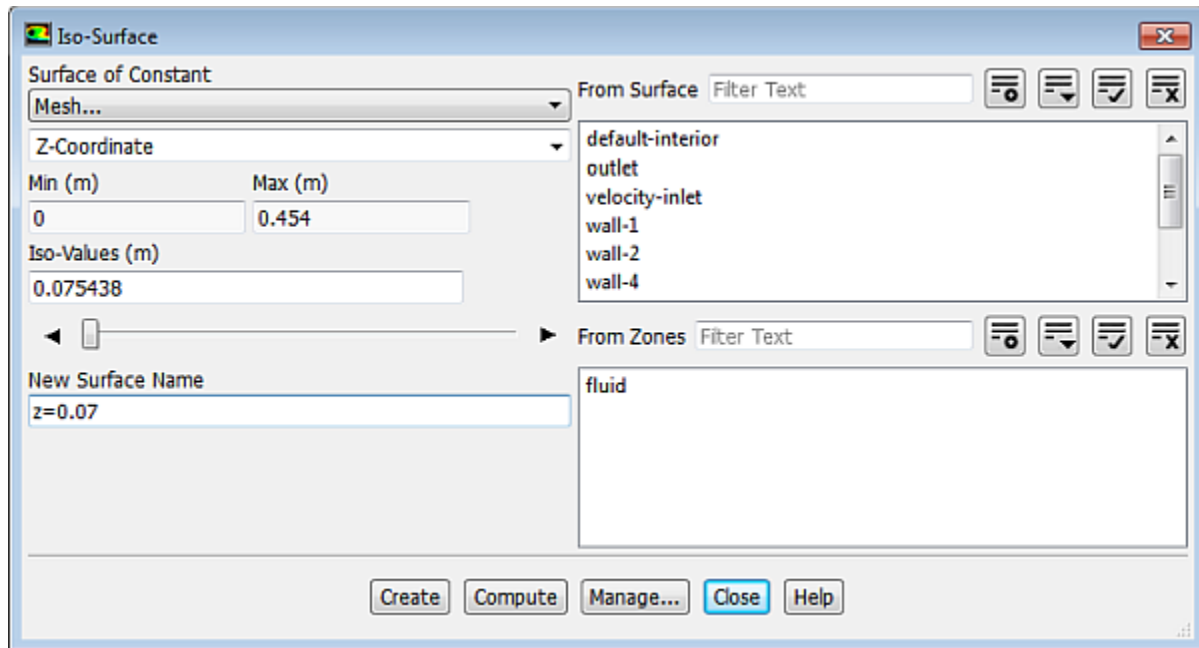 Iso-Surface
Surface of Constant
Mesh...
Z-Coordinate
Min (m) Max (m)
0 0.454
Iso-Values (m)
0.075438
New Surface Name
z=0.07
From Surface Filter Text
default-interior
outlet
velocity-inlet
wall-1
wall-2
wall-4
From Zones Filter Text
fluid
Create Compute Manage... Close Help